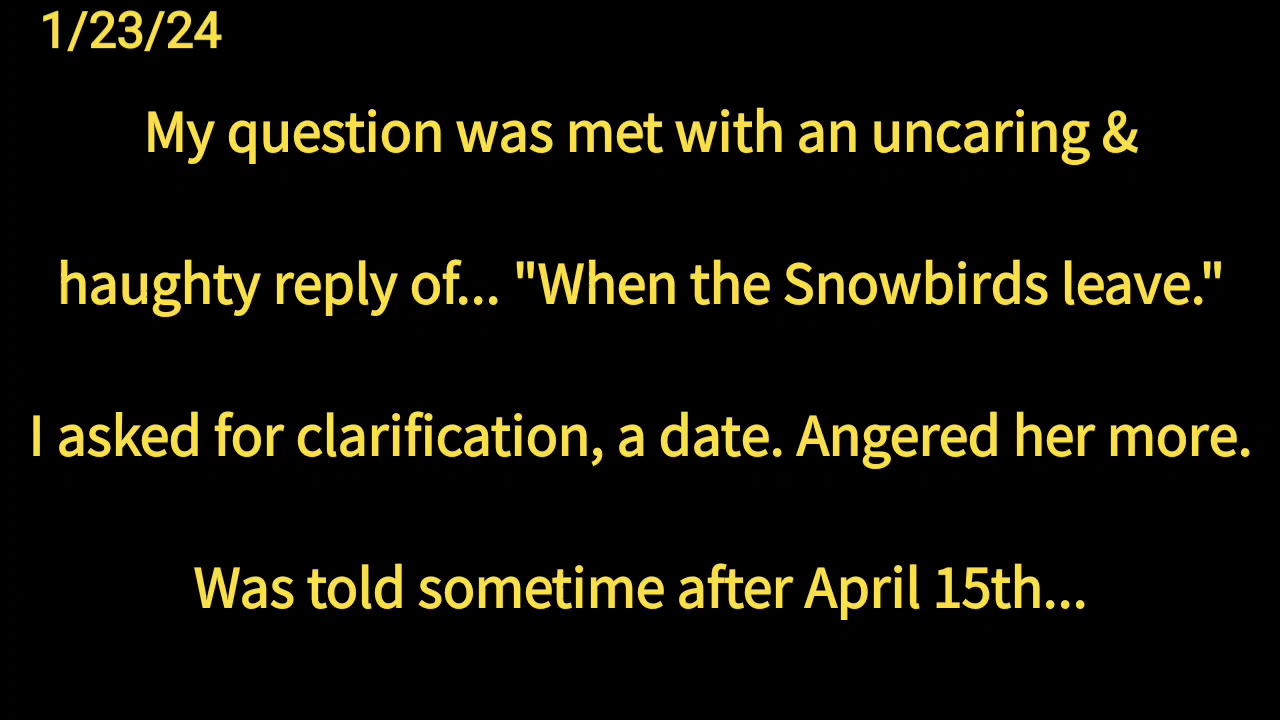 1/23/24
My question was met with an uncaring &
haughty reply of... "When the Snowbirds leave."
I asked for clarification, a date. Angered her more.
Was told sometime after April 15th...